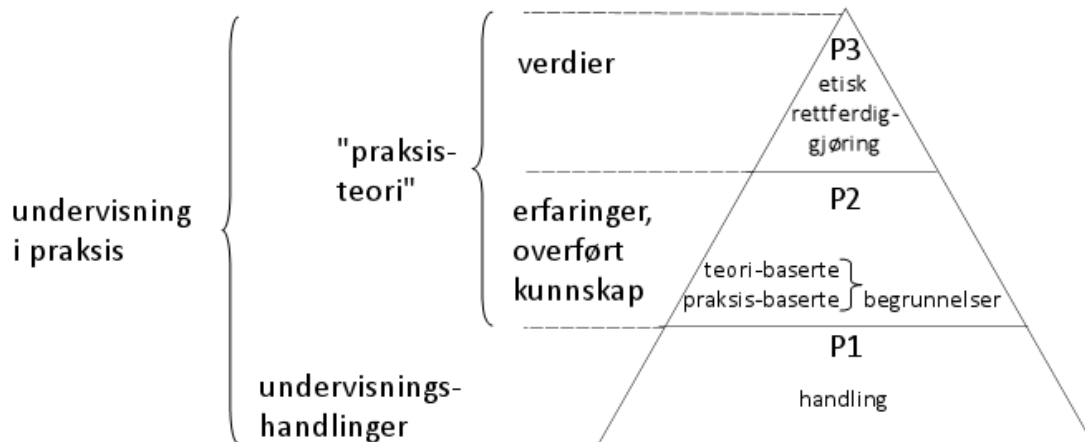 undervisning
i praksis
"praksis-
teori"
undervisnings-
handlinger
verdier
erfaringer,
overført
kunnskap
P3
etisk
rettferdig-
gjøring
P2
teori-baserte
praksis-baserte
begrunnelser
P1
handling